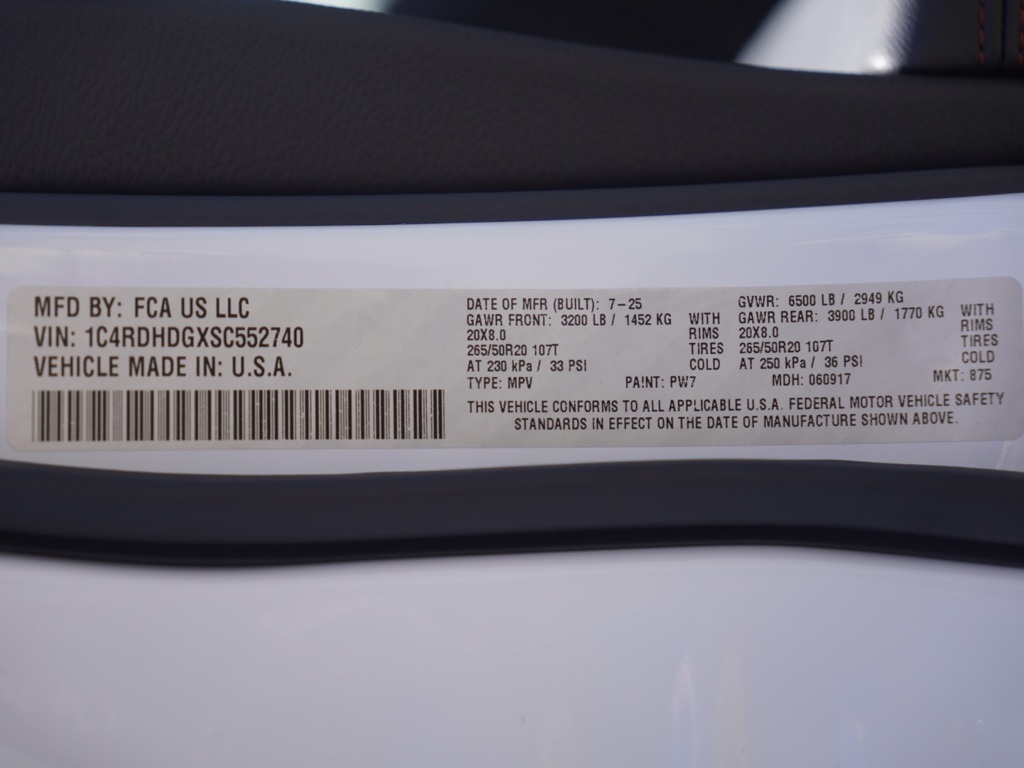 MFD BY: FCA US LLC
VIN: 1C4RDHDGXSC552740
VEHICLE MADE IN: U.S.A.
DATE OF MFR (BUILT): 7-25
GAWR FRONT: 3200 LB / 1452 KG WITH
20X8.0 RIMS
265/50R20 107T TIRES
AT 230 kPa / 33 PSI COLD
TYPE: MPV PAINT: PW7
GVWR: 6500 LB / 2949 KG
GAWR REAR: 3900 LB / 1770 KG WITH
20X8.0 RIMS
265/50R20 107T TIRES
AT 250 kPa / 36 PSI COLD
MDH: 060917 MKT: 875
THIS VEHICLE CONFORMS TO ALL APPLICABLE U.S.A. FEDERAL MOTOR VEHICLE SAFETY
STANDARDS IN EFFECT ON THE DATE OF MANUFACTURE SHOWN ABOVE.